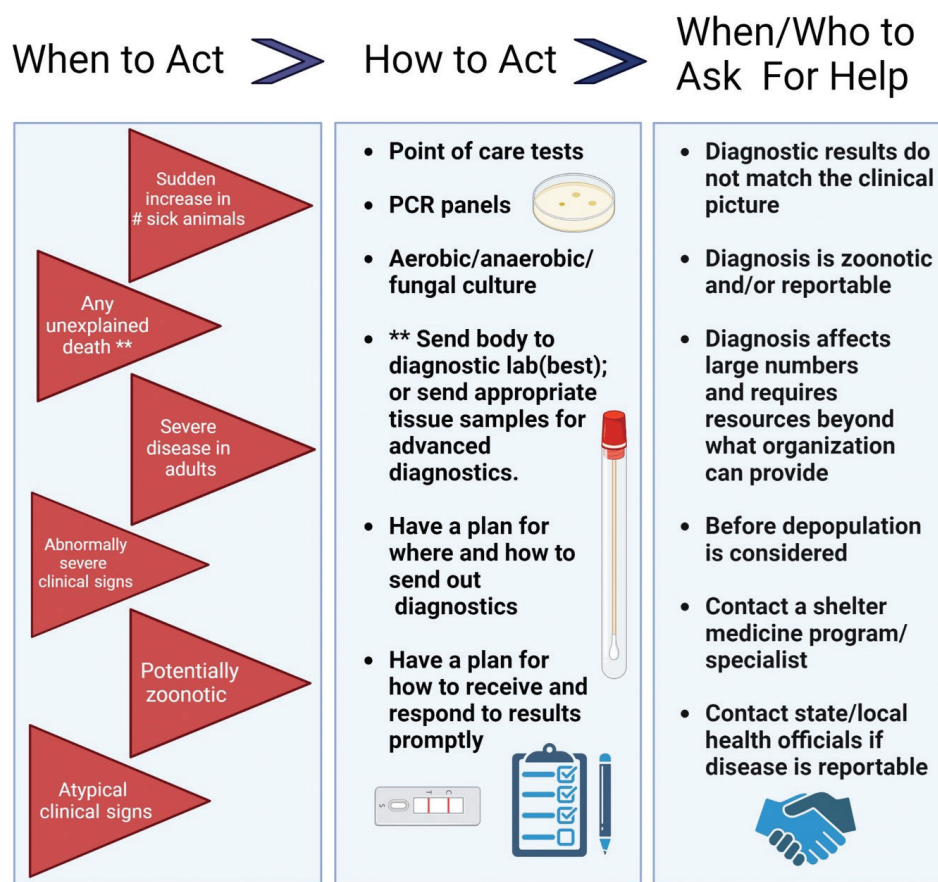 When to Act
How to Act
When/Who to
Ask For Help
Sudden
increase in
# sick animals
Any
unexplained
death **
Severe
disease in
adults
Abnormally
severe
clinical signs
Potentially
zoonotic
Atypical
clinical signs
• Point of care tests
• PCR panels
• Aerobic/anaerobic/
fungal culture
• ** Send body to
diagnostic lab(best);
or send appropriate
tissue samples for
advanced
diagnostics.
• Have a plan for
where and how to
send out
diagnostics
• Have a plan for
how to receive and
respond to results
promptly
S T C
• Diagnostic results do
not match the clinical
picture
• Diagnosis is zoonotic
and/or reportable
• Diagnosis affects
large numbers
and requires
resources beyond
what organization
can provide
• Before depopulation
is considered
• Contact a shelter
medicine program/
specialist
• Contact state/local
health officials if
disease is reportable